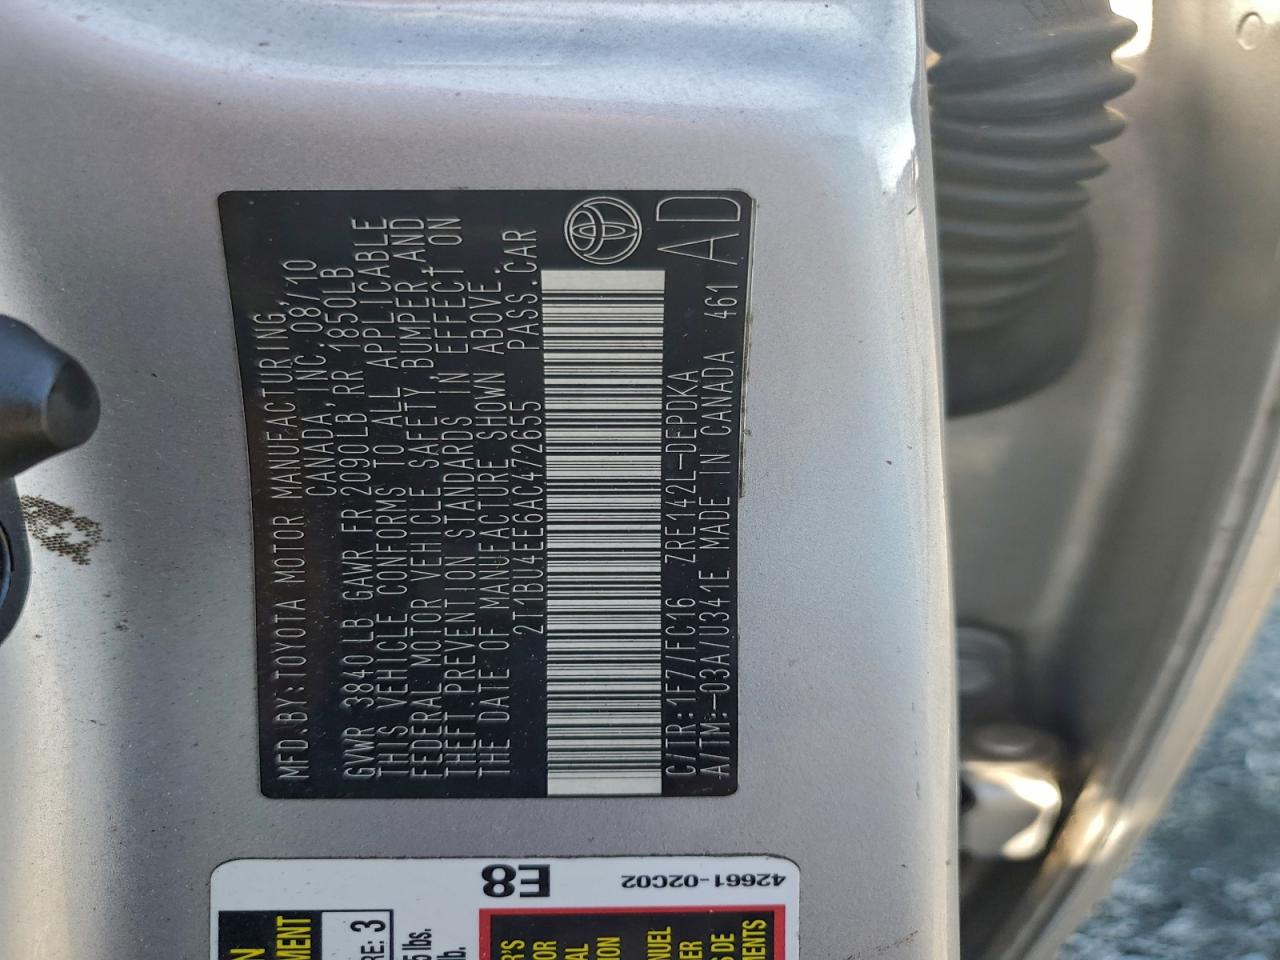 MFD.BY:TOYOTA MOTOR MANUFACTURING,
CANADA,INC.08/10
GVWR 3840LB GAWR FR 2090LB RR 1850LB
THIS VEHICLE CONFORMS TO ALL APPLICABLE
FEDERAL MOTOR VEHICLE SAFETY BUMPER,AND
THEFT PREVENTION STANDARDS IN EFFECT ON
THE DATE OF MANUFACTURE SHOWN ABOVE.
2T1BU4EE6AC472655 PASS.CAR
C/TR:1F7/FC16 ZRE142L-DEPDKA
A/TM:-03A/U341E MADE IN CANADA 461
AD
E8
42661-02C02